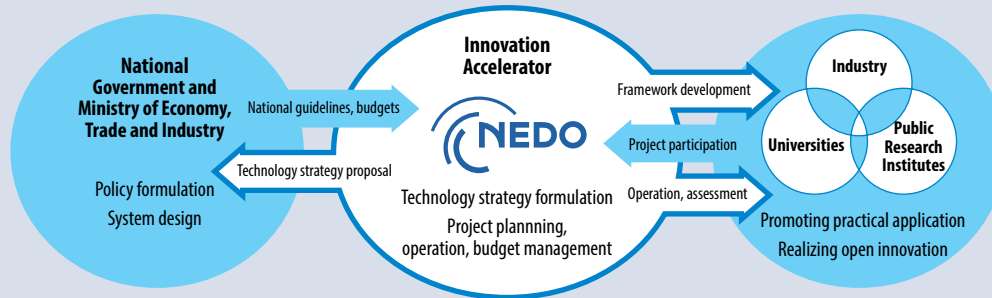 National
Government and
Ministry of Economy,
Trade and Industry
Policy formulation
System design
National guidelines, budgets
Technology strategy proposal
Innovation
Accelerator
NEDO
Technology strategy formulation
Project plannning,
operation, budget management
Framework development
Project participation
Operation, assessment
Industry
Universities
Public
Research
Institutes
Promoting practical application
Realizing open innovation